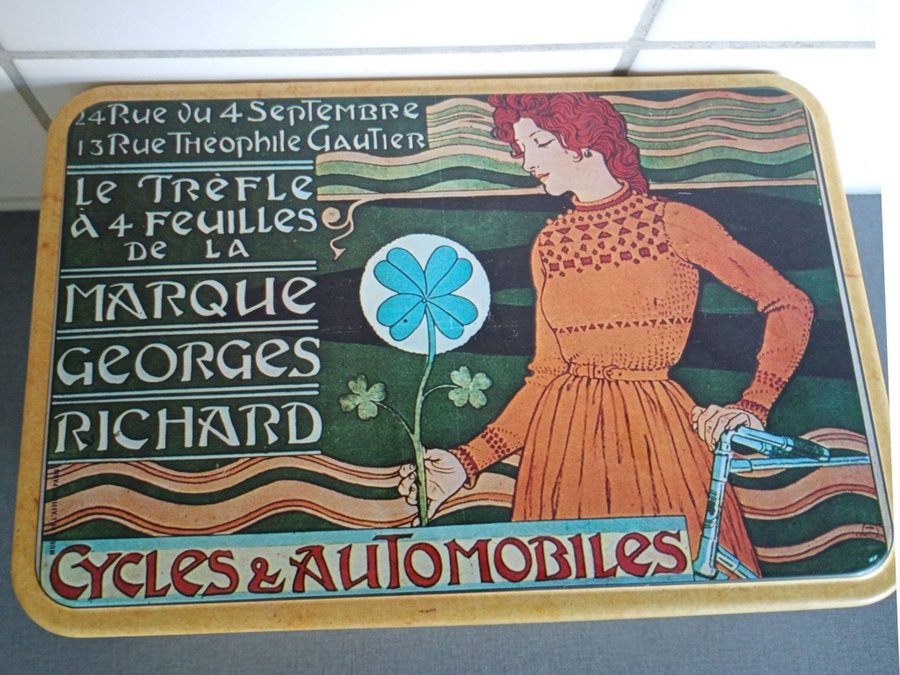 24 Rue du 4 Septembre
13 Rue Théophile Gautier
Le Trèfle
à 4 Feuilles
de la
Marque
Georges
Richard
Cycles & Automobiles